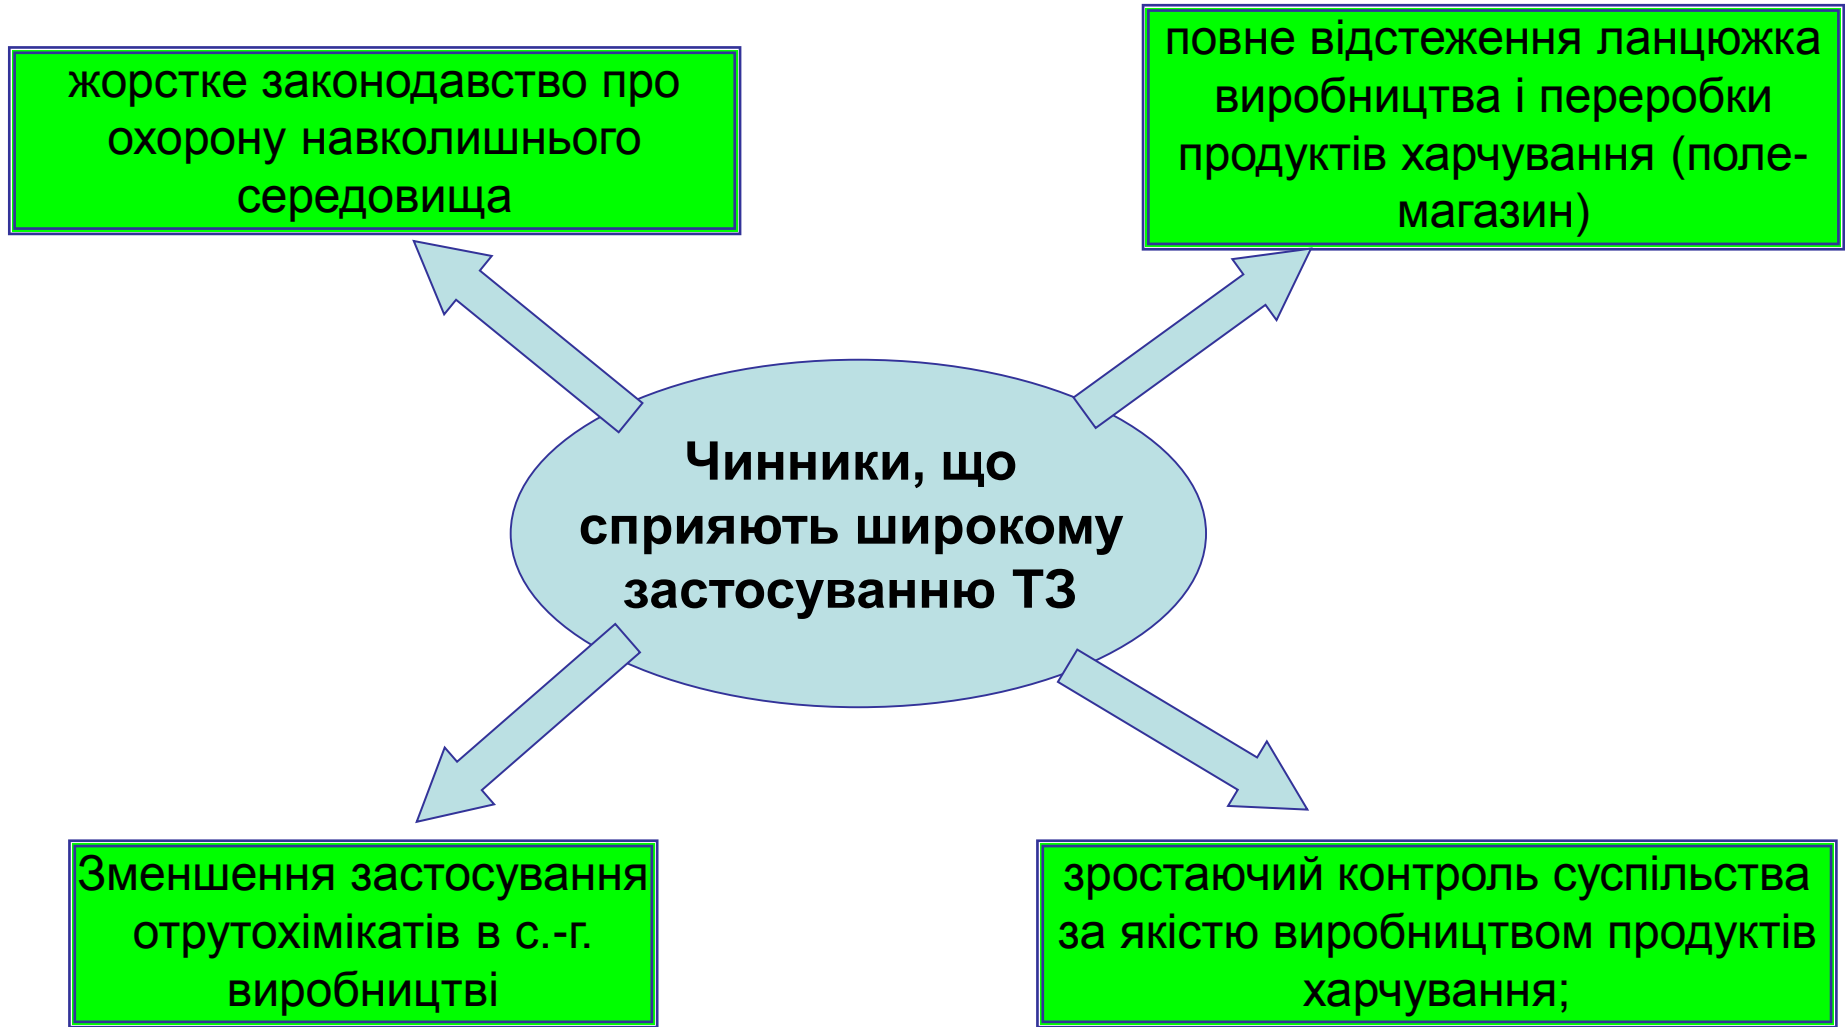 жорстке законодавство про
охорону навколишнього
середовища
повне відстеження ланцюжка
виробництва і переробки
продуктів харчування (поле-
магазин)
Чинники, що
сприяють широкому
застосуванню ТЗ
Зменшення застосування
отрутохімікатів в с.-г.
виробництві
зростаючий контроль суспільства
за якістю виробництвом продуктів
харчування;